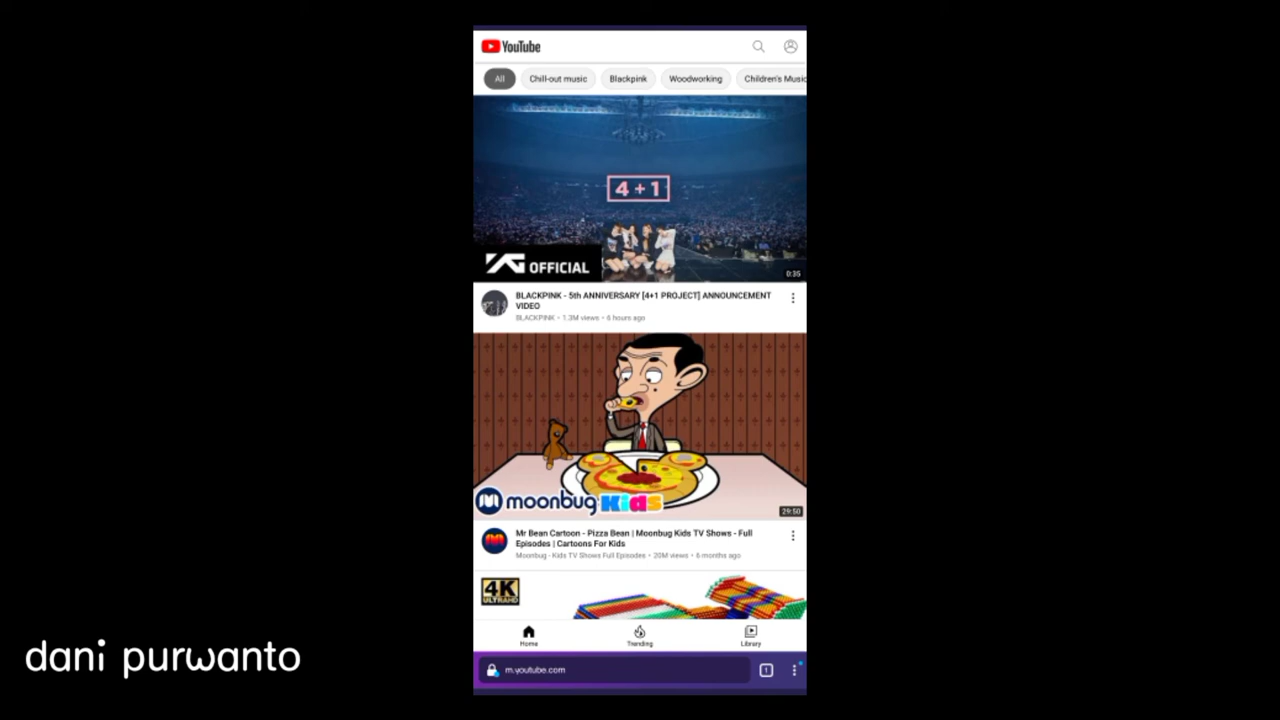 YouTube
All Chill-out music Blackpink Woodworking Children's Music
4 + 1
YG OFFICIAL
0:35
BLACKPINK - 5th ANNIVERSARY [4+1 PROJECT] ANNOUNCEMENT
VIDEO
BLACKPINK • 1.3M views • 6 hours ago
moonbug Kids
29:50
Mr Bean Cartoon - Pizza Bean | Moonbug Kids TV Shows - Full
Episodes | Cartoons For Kids
Moonbug - Kids TV Shows Full Episodes • 20M views • 6 months ago
4K
ULTRA HD
Home Trending Library
dani purwanto
m.youtube.com
1